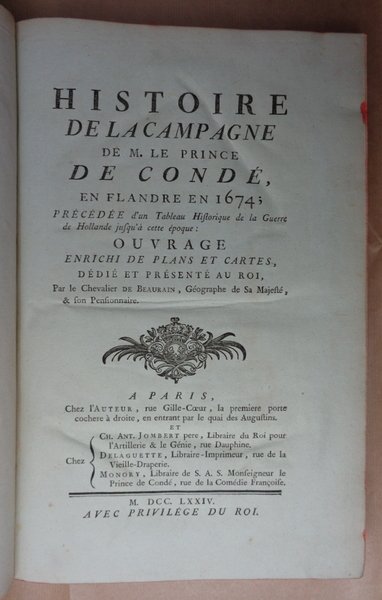 HISTOIRE
DE LA CAMPAGNE
DE M. LE PRINCE
DE CONDÉ,
EN FLANDRE EN 1674;
PRÉCÉDÉE d'un Tableau Historique de la Guerre
de Hollande jusqu'à cette époque:
OUVRAGE
ENRICHI DE PLANS ET CARTES,
DÉDIÉ ET PRÉSENTÉ AU ROI,
Par le Chevalier DE BEAURAIN, Géographe de Sa Majesté,
& son Pensionnaire.
A PARIS,
Chez l'AUTEUR, rue Gille-Cœur, la premiere porte
cochere à droite, en entrant par le quai des Augustins.
ET
Chez
CH. ANT. JOMBERT pere, Libraire du Roi pour
l'Artillerie & le Génie, rue Dauphine.
DELAGUETTE, Libraire-Imprimeur, rue de la
Vieille-Draperie.
MONORY, Libraire de S. A. S. Monseigneur le
Prince de Condé, rue de la Comédie Françoise.
M. DCC. LXXIV.
AVEC PRIVILÉGE DU ROI.